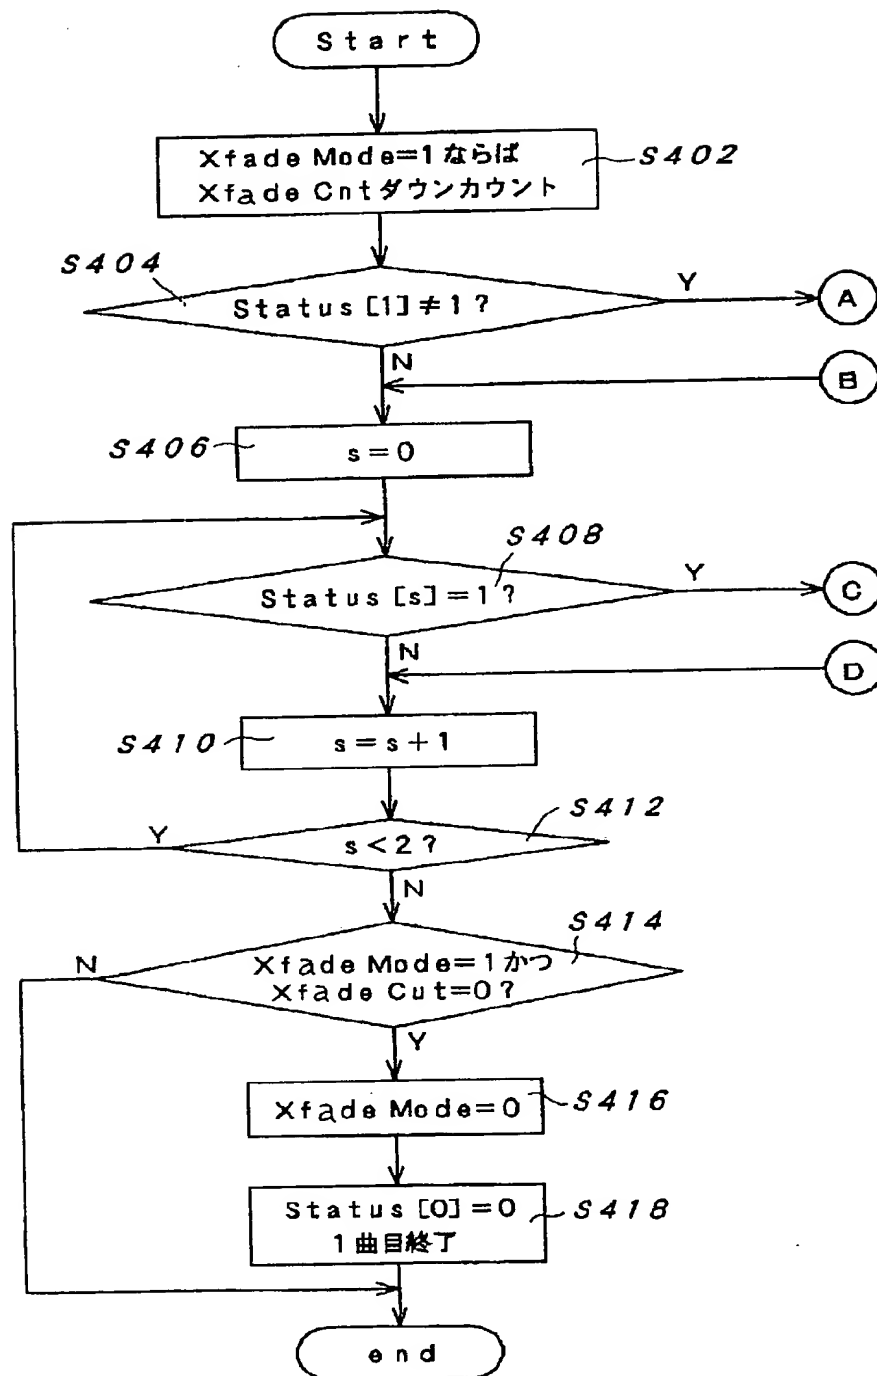 Start
Xfade Mode=1ならば
Xfade Cntダウンカウント
S402
S404
Status[1]≠1?
Y
A
N
B
S406
s=0
S408
Status[s]=1?
Y
C
N
D
S410
s=s+1
S412
Y
s<2?
N
S414
N
Xfade Mode=1かつ
Xfade Cut=0?
Y
Xfade Mode=0
S416
Status[0]=0
1曲目終了
S418
end